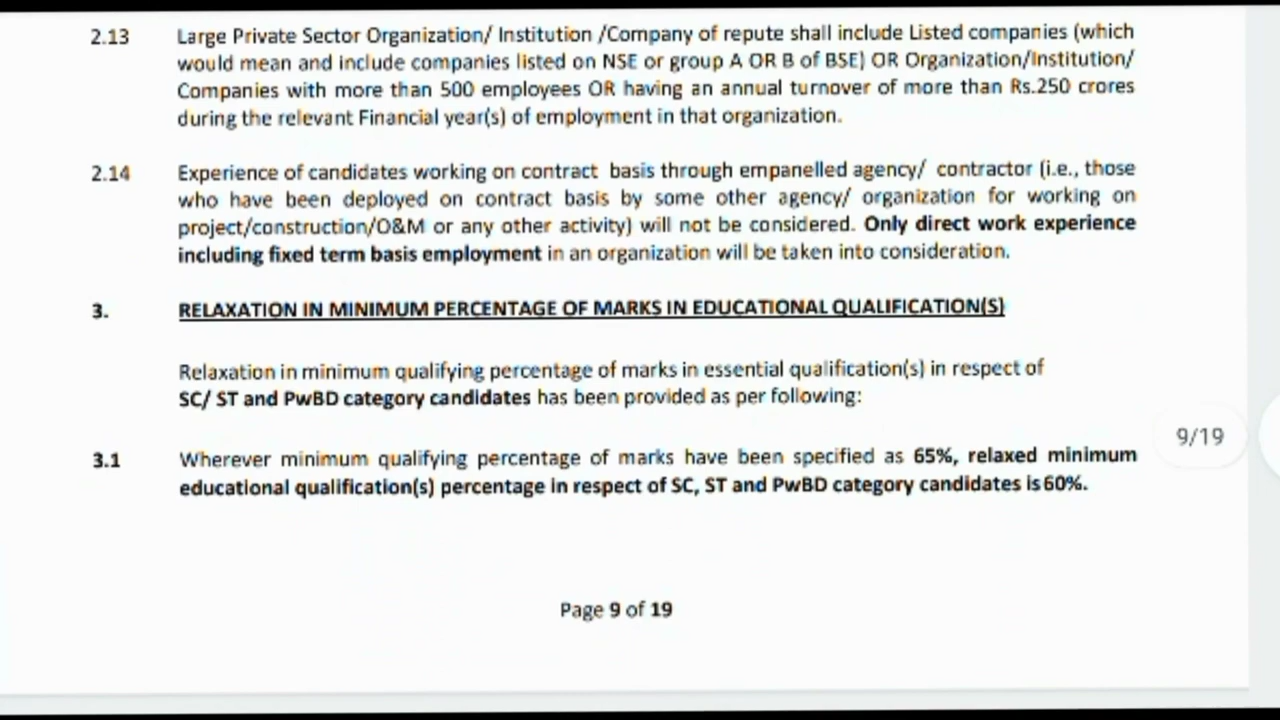 2.13 Large Private Sector Organization/ Institution /Company of repute shall include Listed companies (which
would mean and include companies listed on NSE or group A OR B of BSE) OR Organization/Institution/
Companies with more than 500 employees OR having an annual turnover of more than Rs.250 crores
during the relevant Financial year(s) of employment in that organization.
2.14 Experience of candidates working on contract basis through empanelled agency/ contractor (i.e., those
who have been deployed on contract basis by some other agency/ organization for working on
project/construction/O&M or any other activity) will not be considered. Only direct work experience
including fixed term basis employment in an organization will be taken into consideration.
3. RELAXATION IN MINIMUM PERCENTAGE OF MARKS IN EDUCATIONAL QUALIFICATION(S)
Relaxation in minimum qualifying percentage of marks in essential qualification(s) in respect of
SC/ ST and PwBD category candidates has been provided as per following:
9/19
3.1 Wherever minimum qualifying percentage of marks have been specified as 65%, relaxed minimum
educational qualification(s) percentage in respect of SC, ST and PwBD category candidates is 60%.
Page 9 of 19